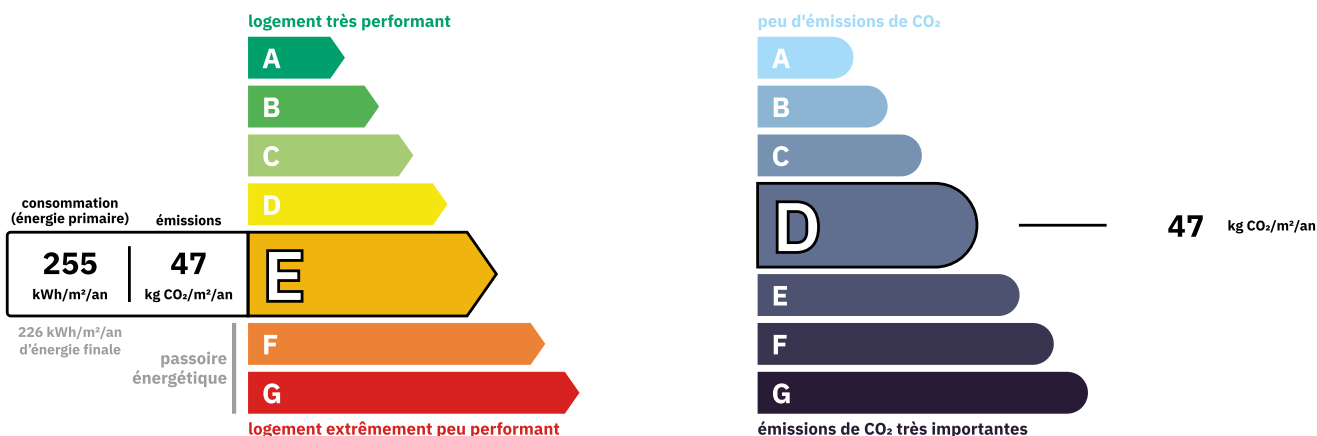 logement très performant
A
B
C
D
consommation
(énergie primaire)
émissions
255
kWh/m²/an
47
kg CO₂/m²/an
E
226 kWh/m²/an
d'énergie finale
passoire
énergétique
F
G
logement extrêmement peu performant
peu d'émissions de CO₂
A
B
C
D
47
kg CO₂/m²/an
E
F
G
émissions de CO₂ très importantes